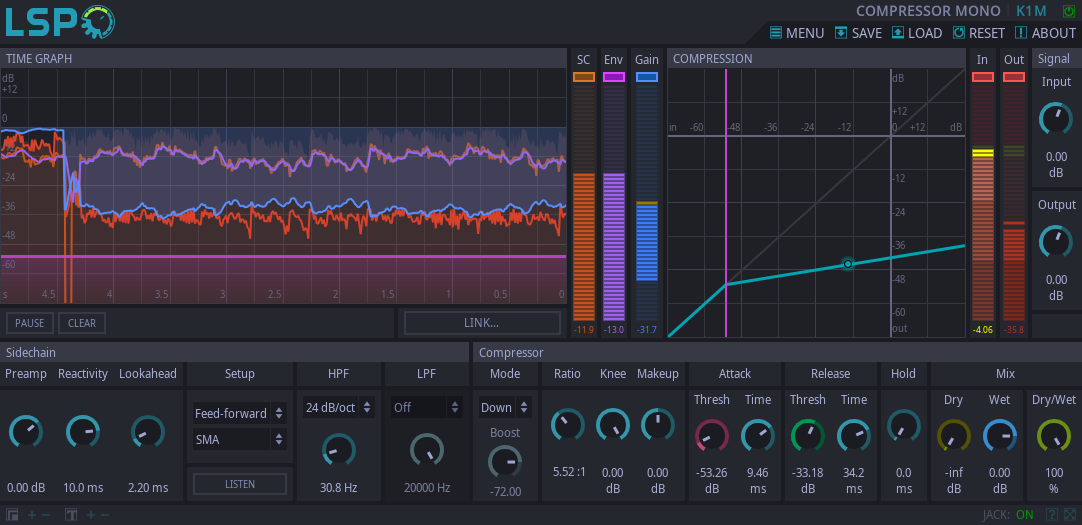 LSP
COMPRESSOR MONO K1M
MENU SAVE LOAD RESET ABOUT
TIME GRAPH
SC Env Gain
COMPRESSION
In Out Signal
dB
+12
0
-24
-36
-48
-60
s 4.5 4 3.5 3 2.5 2 1.5 1 0.5 0
dB
+12
in -60 -48 -36 -24 -12 0 +12 dB
-12
-24
-36
-48
-60
out
Input
0.00
dB
Output
0.00
dB
-11.9 -13.0 -31.7
-4.06 -35.8
PAUSE CLEAR LINK...
Sidechain Compressor
Preamp Reactivity Lookahead Setup HPF LPF Mode Ratio Knee Makeup Attack Release Hold Mix
Thresh Time Thresh Time Dry Wet Dry/Wet
Feed-forward 24 dB/oct Off Down
SMA Boost
0.00 dB 10.0 ms 2.20 ms LISTEN 30.8 Hz 20000 Hz -72.00
5.52 :1 0.00 dB 0.00 dB
-53.26 dB 9.46 ms -33.18 dB 34.2 ms 0.0 ms -inf dB 0.00 dB 100 %
JACK: ON